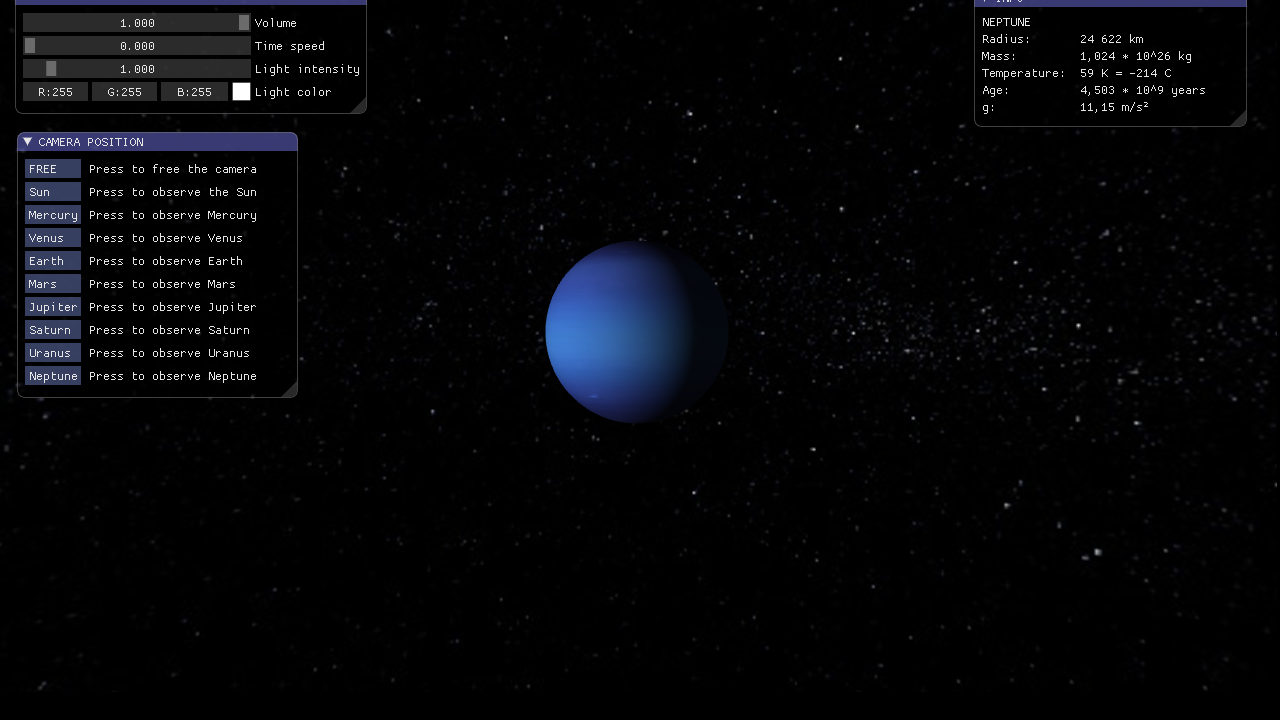 1.000 Volume
0.000 Time speed
1.000 Light intensity
R:255 G:255 B:255 Light color
CAMERA POSITION
FREE Press to free the camera
Sun Press to observe the Sun
Mercury Press to observe Mercury
Venus Press to observe Venus
Earth Press to observe Earth
Mars Press to observe Mars
Jupiter Press to observe Jupiter
Saturn Press to observe Saturn
Uranus Press to observe Uranus
Neptune Press to observe Neptune
NEPTUNE
Radius: 24 622 km
Mass: 1,024 * 10^26 kg
Temperature: 59 K = -214 C
Age: 4,503 * 10^9 years
g: 11,15 m/s²